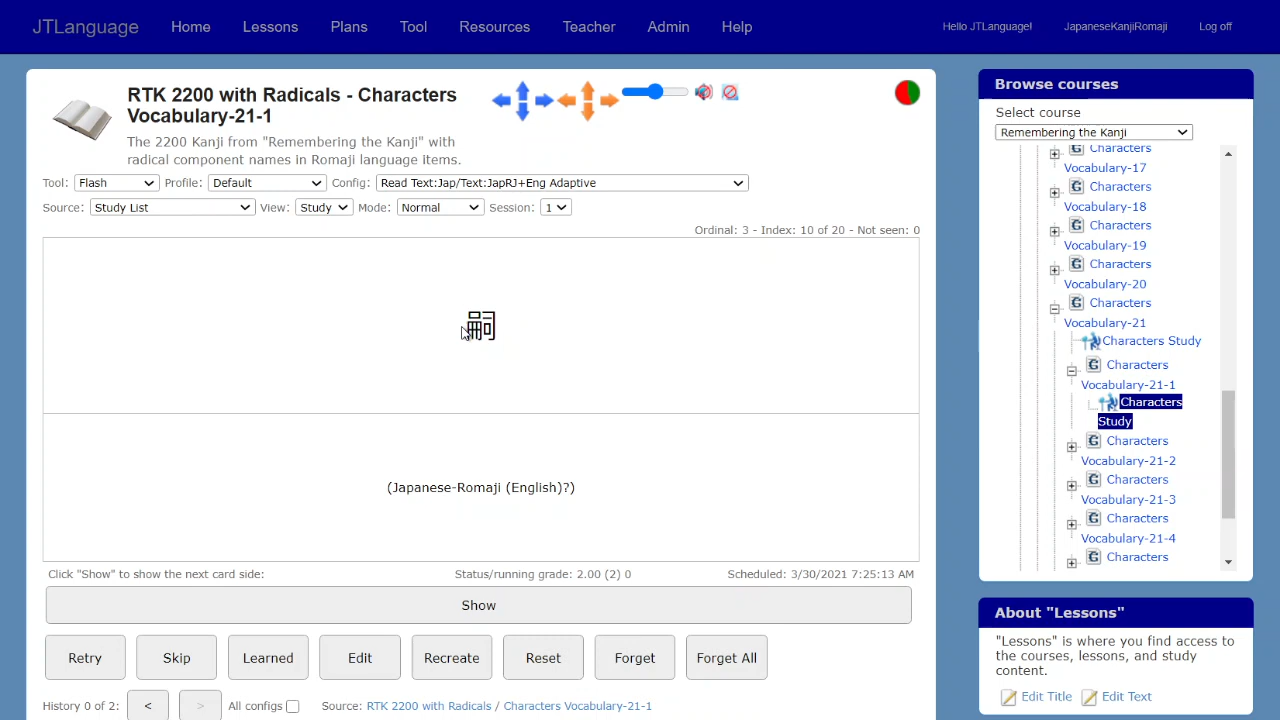 JTLanguage Home Lessons Plans Tool Resources Teacher Admin Help Hello JTLanguage! JapaneseKanjiRomaji Log off
RTK 2200 with Radicals - Characters
Vocabulary-21-1
The 2200 Kanji from "Remembering the Kanji" with
radical component names in Romaji language items.
Tool: Flash Profile: Default Config: Read Text:Jap/Text:JapRJ+Eng Adaptive
Source: Study List View: Study Mode: Normal Session: 1
Ordinal: 3 - Index: 10 of 20 - Not seen: 0
嗣
(Japanese-Romaji (English)?)
Click "Show" to show the next card side: Status/running grade: 2.00 (2) 0 Scheduled: 3/30/2021 7:25:13 AM
Show
Retry Skip Learned Edit Recreate Reset Forget Forget All
History 0 of 2: < > All configs Source: RTK 2200 with Radicals / Characters Vocabulary-21-1
Browse courses
Select course
Remembering the Kanji
Characters
Vocabulary-17
Characters
Vocabulary-18
Characters
Vocabulary-19
Characters
Vocabulary-20
Characters
Vocabulary-21
Characters Study
Characters
Vocabulary-21-1
Characters
Study
Characters
Vocabulary-21-2
Characters
Vocabulary-21-3
Characters
Vocabulary-21-4
Characters
About "Lessons"
"Lessons" is where you find access to
the courses, lessons, and study
content.
Edit Title Edit Text